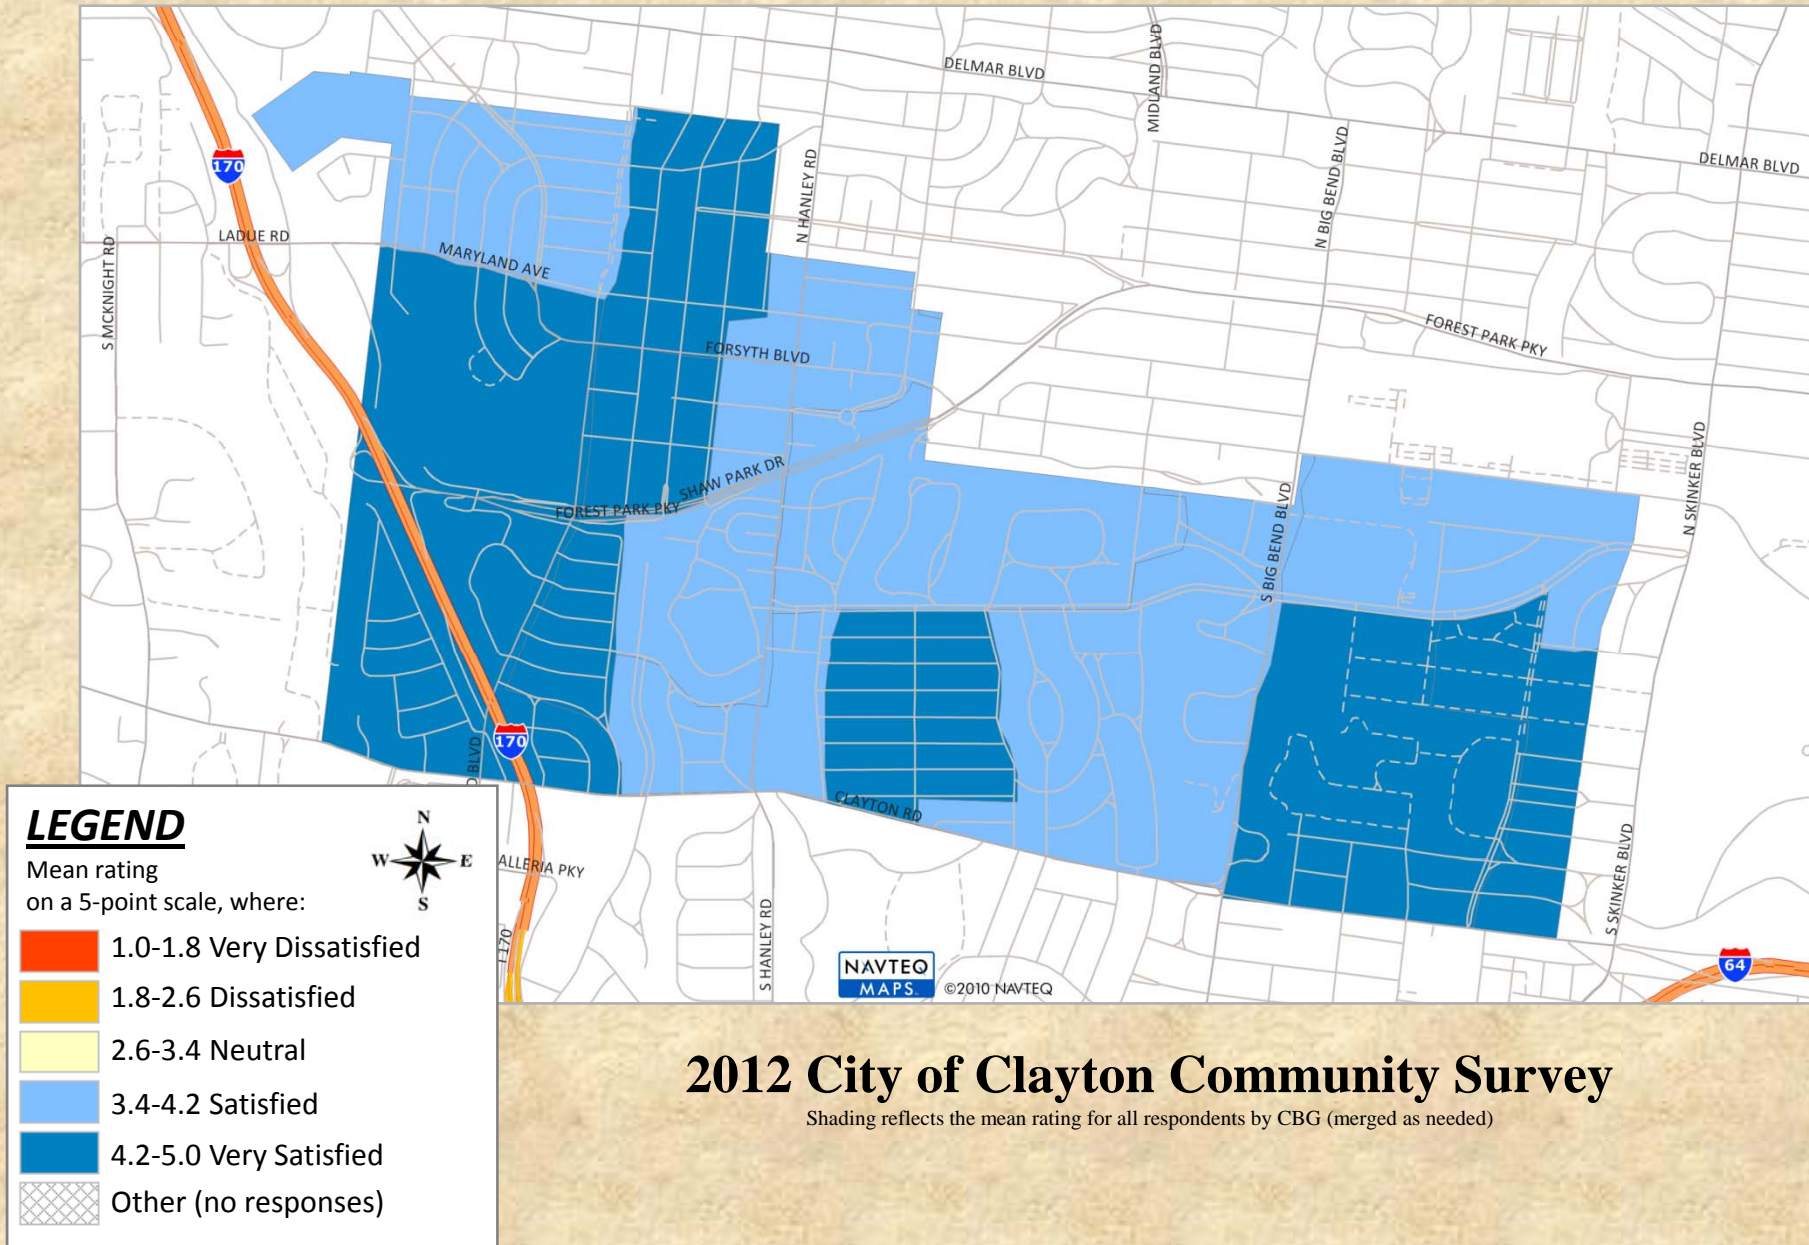 DELMAR BLVD
MIDLAND BLVD
N BIG BEND BLVD
DELMAR BLVD
170
N HANLEY RD
LADUE RD
S MCKNIGHT RD
MARYLAND AVE
FORSYTH BLVD
FOREST PARK PKY
N SKINKER BLVD
SHAW PARK DR
FOREST PARK PKY
S BIG BEND BLVD
170
D BLVD
CLAYTON RD
ALLERIA PKY
S SKINKER BLVD
I 170
S HANLEY RD
64
NAVTEQ
MAPS.
©2010 NAVTEQ
LEGEND
Mean rating
on a 5-point scale, where:
N
W E
S
1.0-1.8 Very Dissatisfied
1.8-2.6 Dissatisfied
2.6-3.4 Neutral
3.4-4.2 Satisfied
4.2-5.0 Very Satisfied
Other (no responses)
2012 City of Clayton Community Survey
Shading reflects the mean rating for all respondents by CBG (merged as needed)